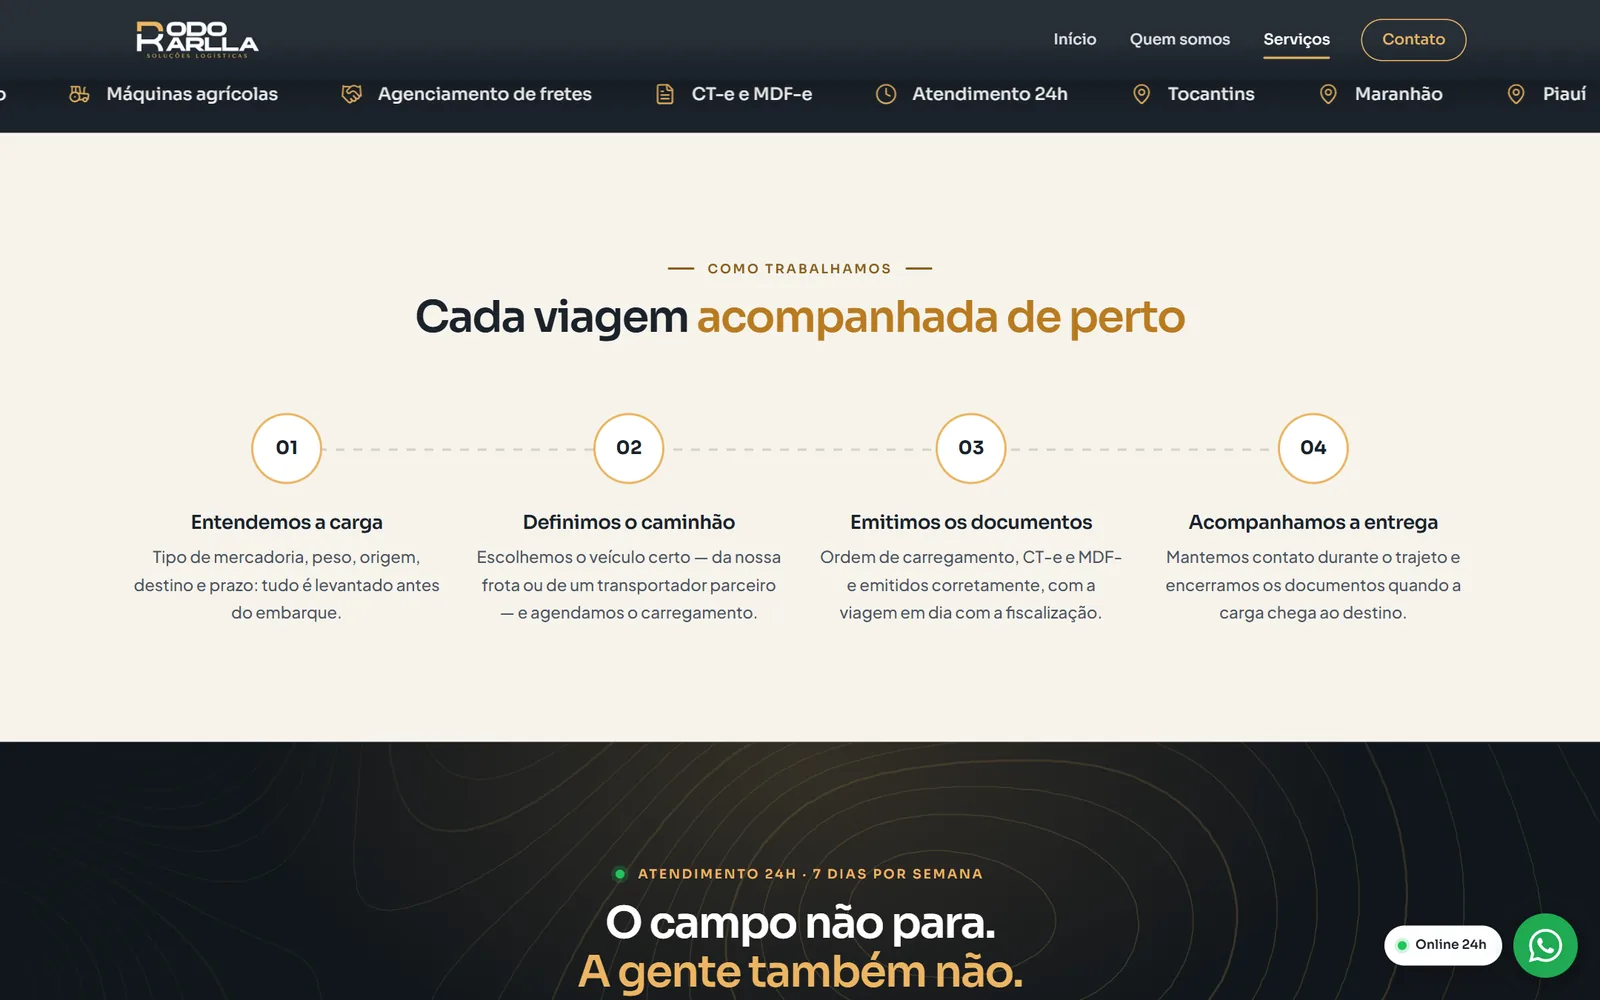 RODO
KARLLA
SOLUÇÕES LOGÍSTICAS
Início
Quem somos
Serviços
Contato
o
Máquinas agrícolas
Agenciamento de fretes
CT-e e MDF-e
Atendimento 24h
Tocantins
Maranhão
Piauí
COMO TRABALHAMOS
Cada viagem acompanhada de perto
01
Entendemos a carga
Tipo de mercadoria, peso, origem,
destino e prazo: tudo é levantado antes
do embarque.
02
Definimos o caminhão
Escolhemos o veículo certo — da nossa
frota ou de um transportador parceiro
— e agendamos o carregamento.
03
Emitimos os documentos
Ordem de carregamento, CT-e e MDF-
e emitidos corretamente, com a
viagem em dia com a fiscalização.
04
Acompanhamos a entrega
Mantemos contato durante o trajeto e
encerramos os documentos quando a
carga chega ao destino.
ATENDIMENTO 24H · 7 DIAS POR SEMANA
O campo não para.
A gente também não.
Online 24h